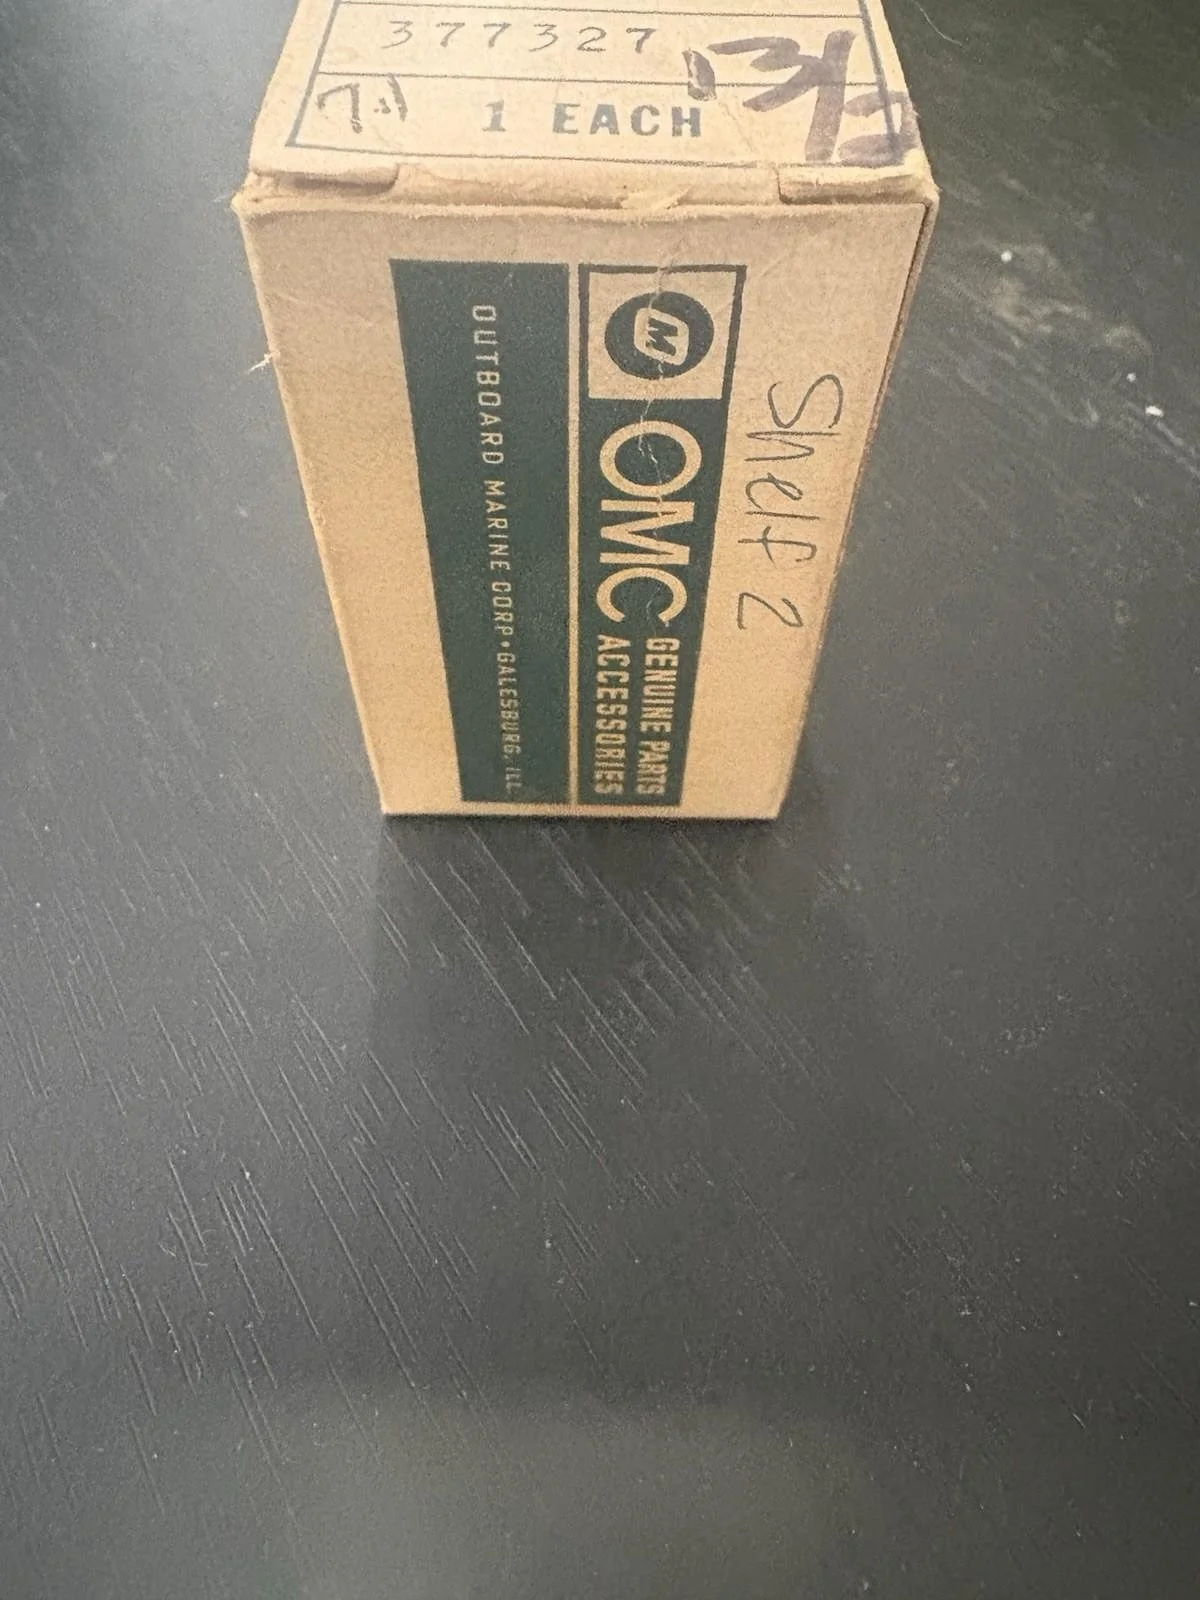 377327
1 EACH
Shelf 2
OMC
GENUINE PARTS
ACCESSORIES
OUTBOARD MARINE CORP • GALESBURG, ILL.